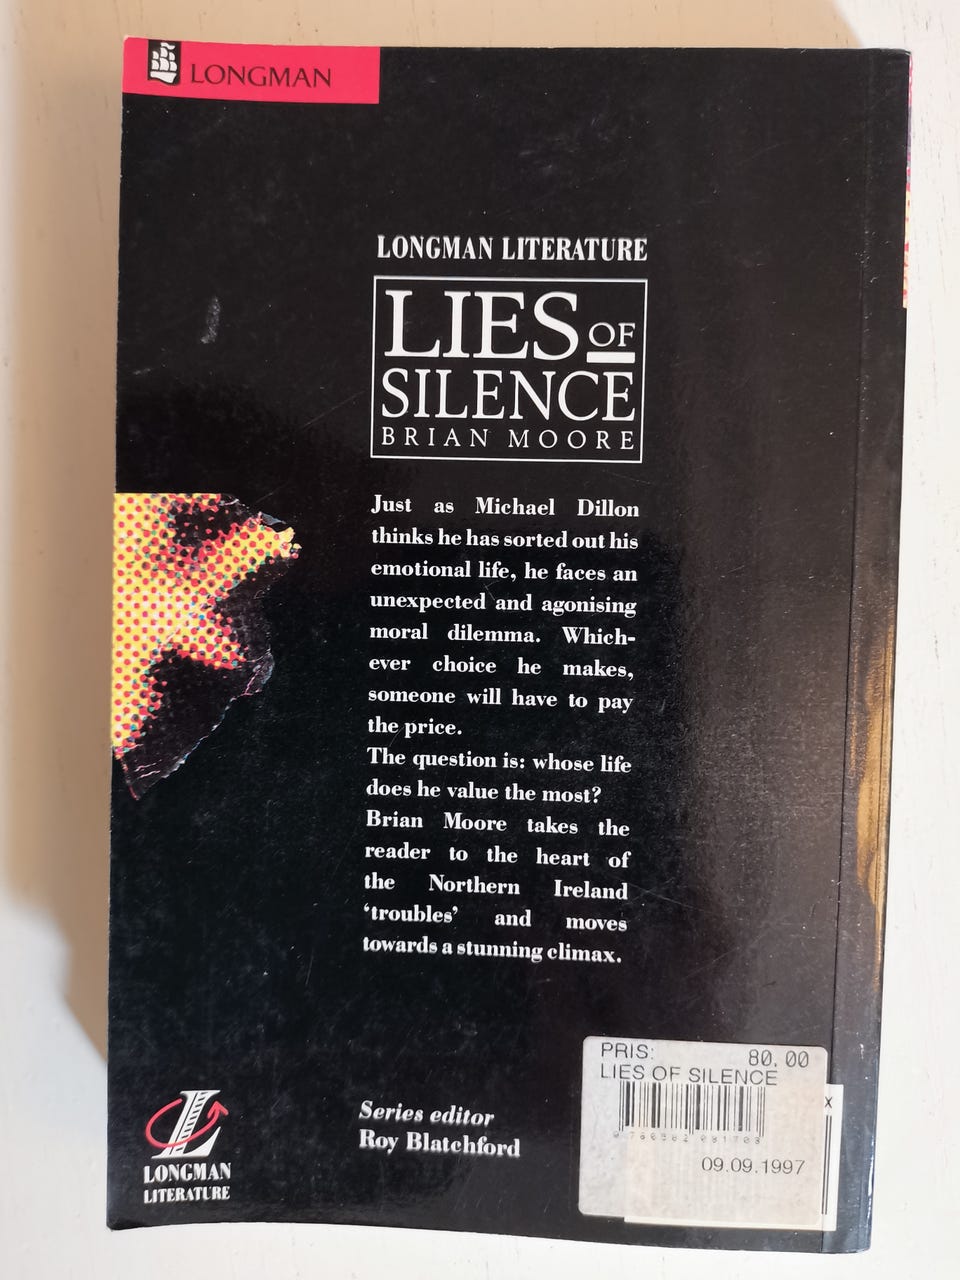 LONGMAN
LONGMAN LITERATURE
LIES OF
SILENCE
BRIAN MOORE
Just as Michael Dillon
thinks he has sorted out his
emotional life, he faces an
unexpected and agonising
moral dilemma. Which-
ever choice he makes,
someone will have to pay
the price.
The question is: whose life
does he value the most?
Brian Moore takes the
reader to the heart of
the Northern Ireland
‘troubles’ and moves
towards a stunning climax.
Series editor
Roy Blatchford
LONGMAN
LITERATURE
PRIS: 80,00
LIES OF SILENCE
X
09.09.1997